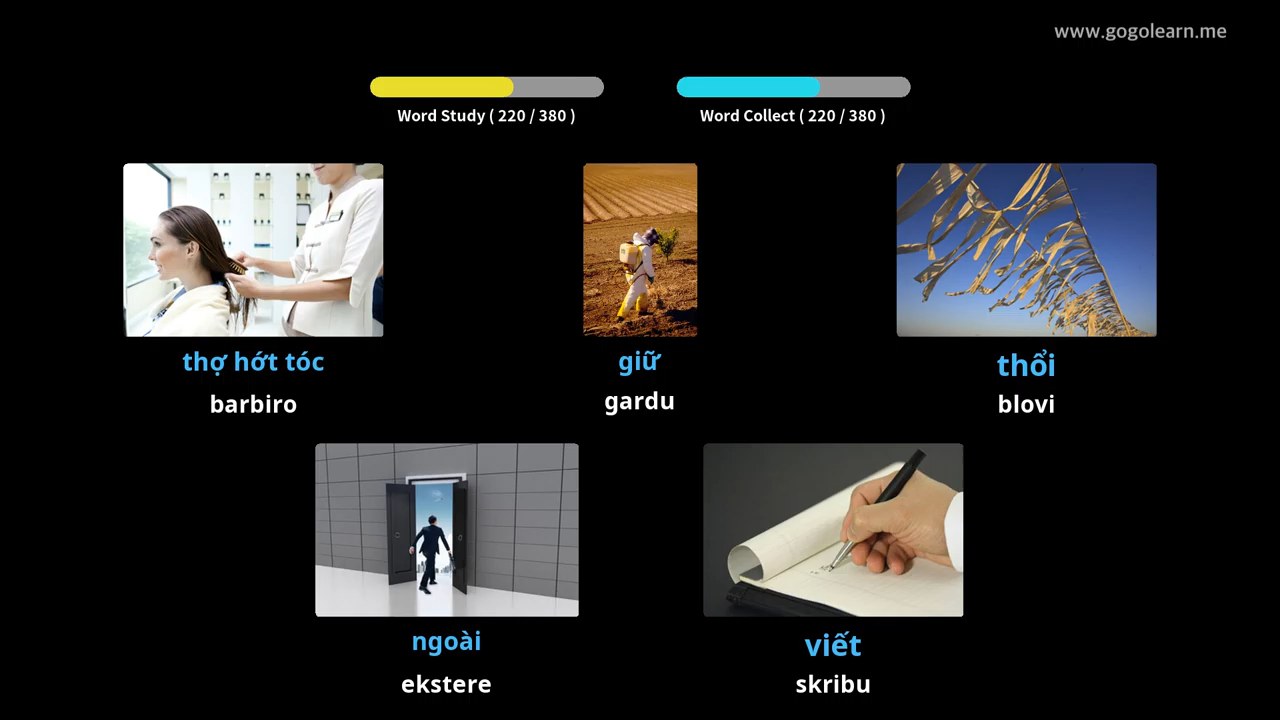 www.gogolearn.me
Word Study ( 220 / 380 )
Word Collect ( 220 / 380 )
thợ hớt tóc
barbiro
giữ
gardu
thổi
blovi
ngoài
ekstere
viết
skribu